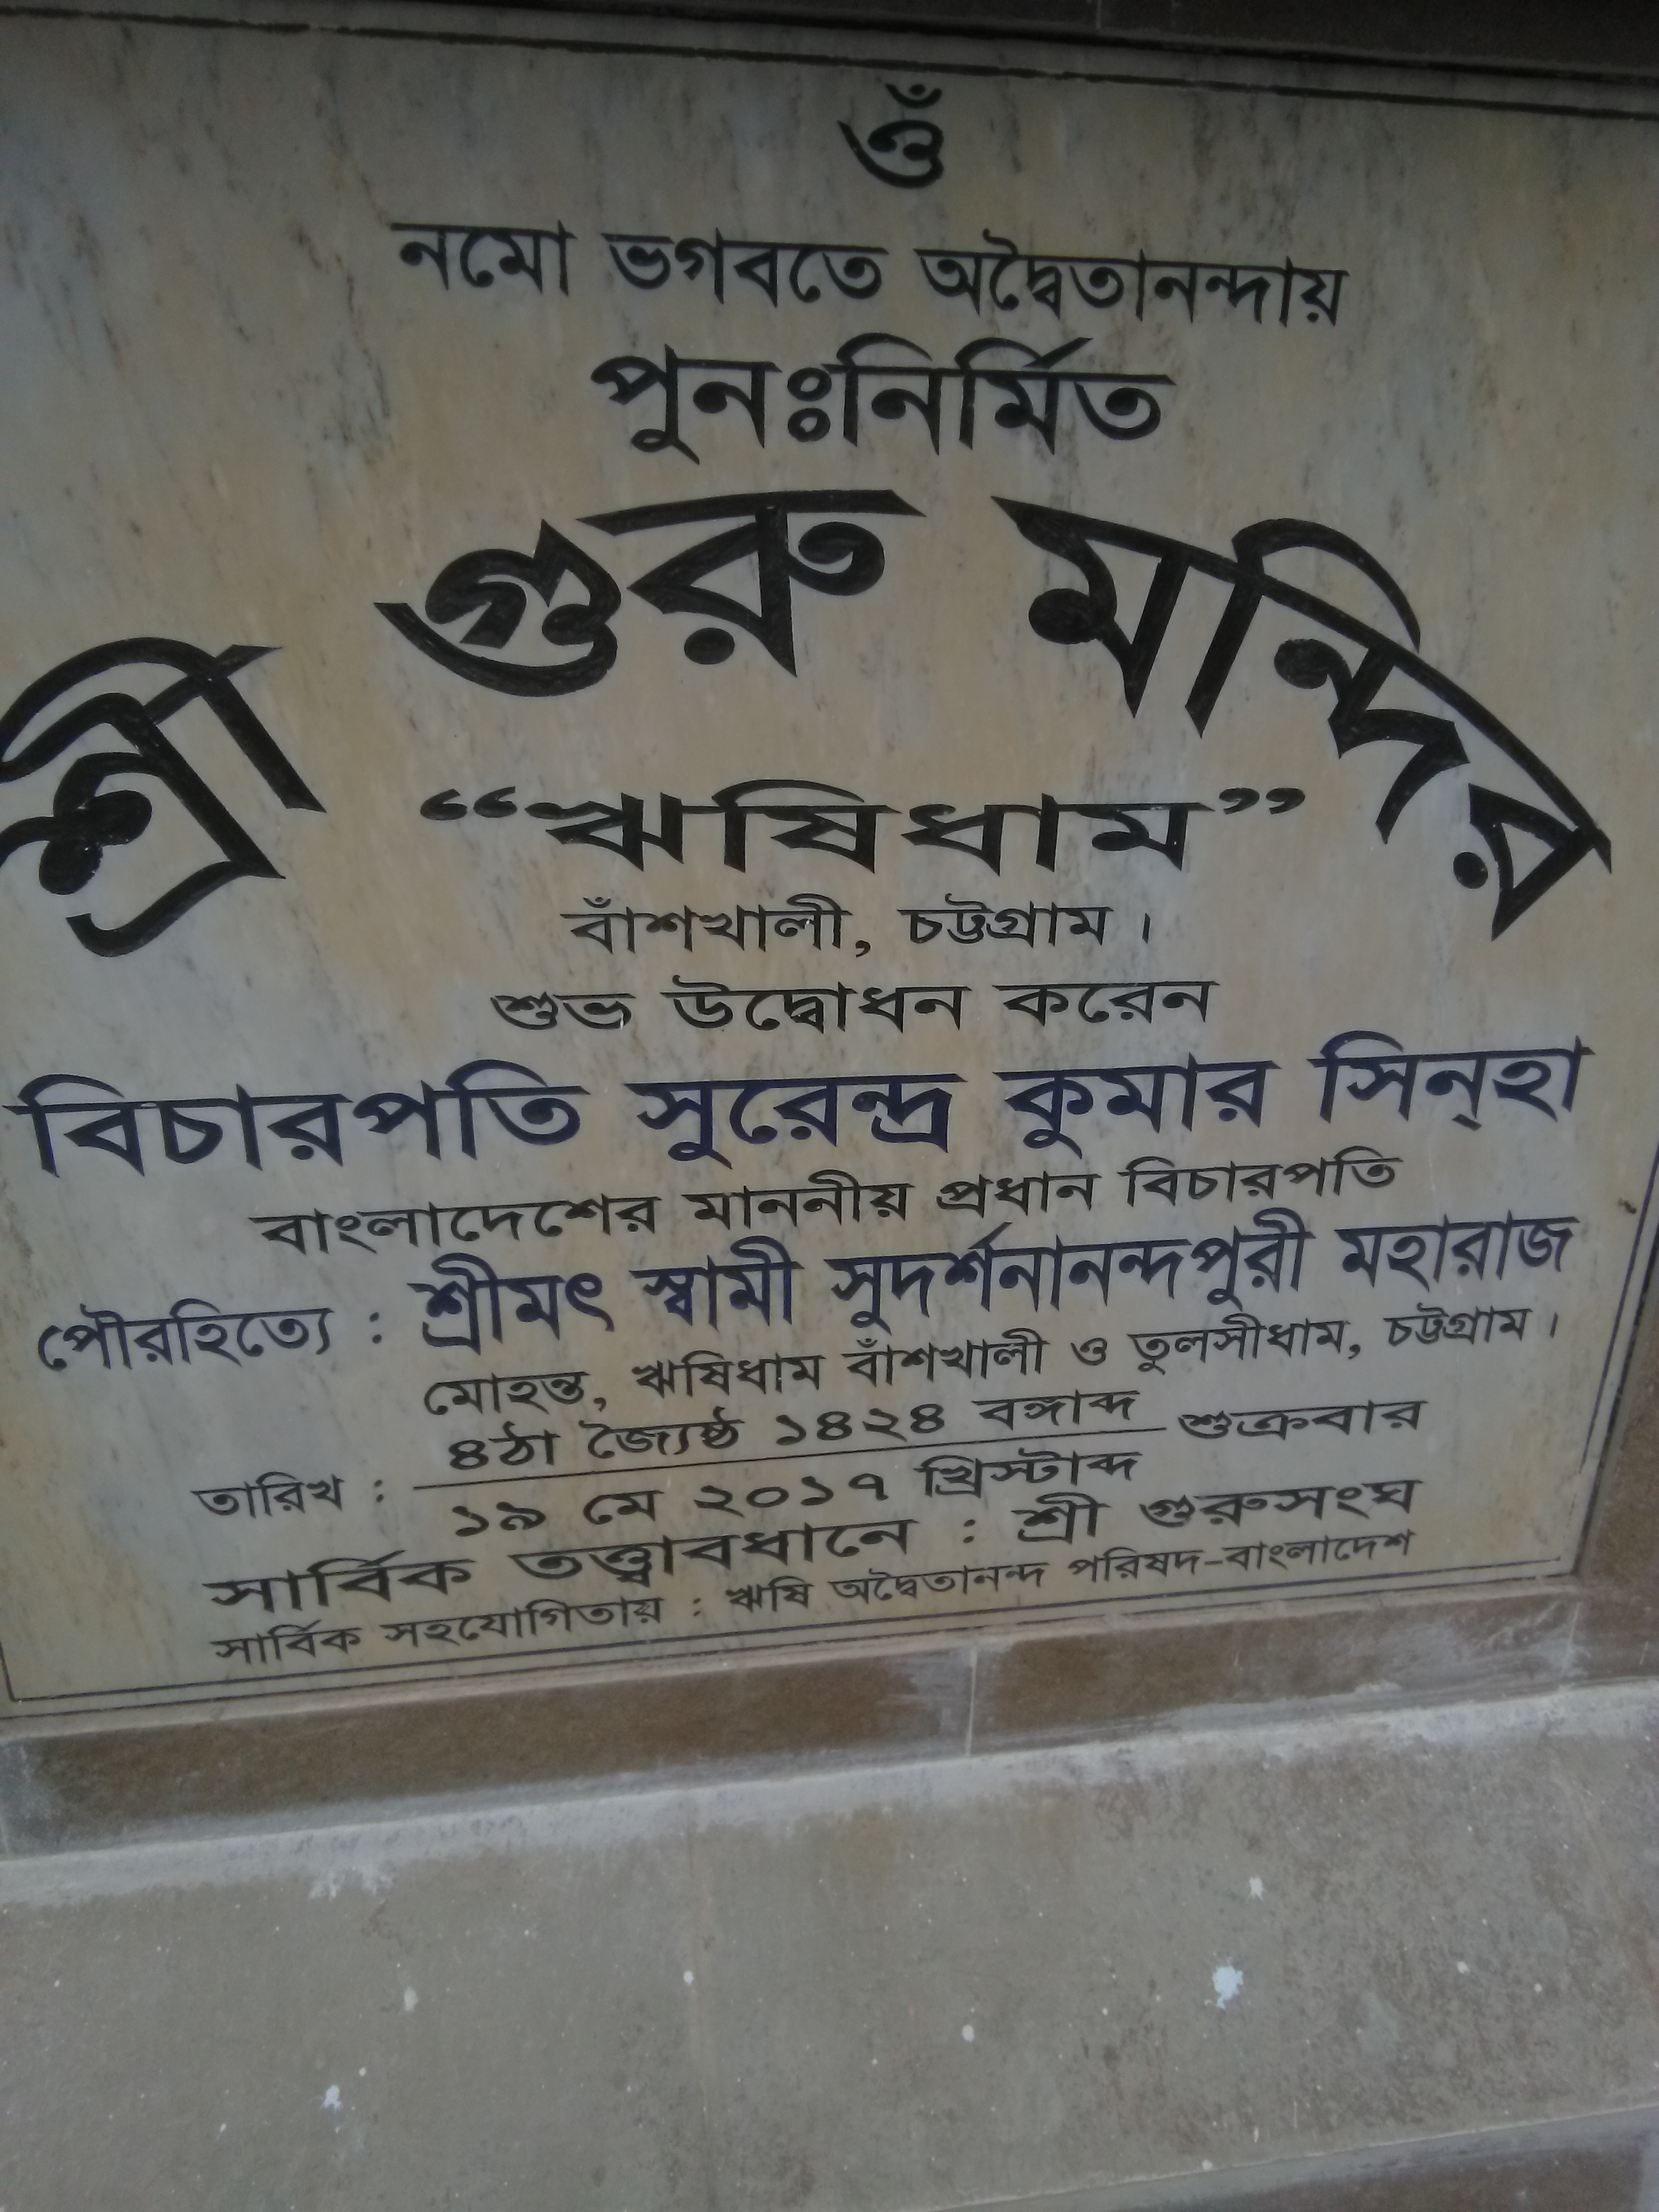 ওঁ
নমো ভগবতে অদ্বৈতানন্দায়
পুনঃনির্মিত
শ্রী গুরু মন্দির
“ঋষিধাম”
বাঁশখালী, চট্টগ্রাম।
শুভ উদ্বোধন করেন
বিচারপতি সুরেন্দ্র কুমার সিন্‌হা
বাংলাদেশের মাননীয় প্রধান বিচারপতি
পৌরহিত্যে : শ্রীমৎ স্বামী সুদর্শনানন্দপুরী মহারাজ
মোহন্ত, ঋষিধাম বাঁশখালী ও তুলসীধাম, চট্টগ্রাম।
৪ঠা জ্যৈষ্ঠ ১৪২৪ বঙ্গাব্দ
তারিখ : শুক্রবার
১৯ মে ২০১৭ খ্রিস্টাব্দ
সার্বিক তত্ত্বাবধানে : শ্রী গুরুসংঘ
সার্বিক সহযোগিতায় : ঋষি অদ্বৈতানন্দ পরিষদ-বাংলাদেশ